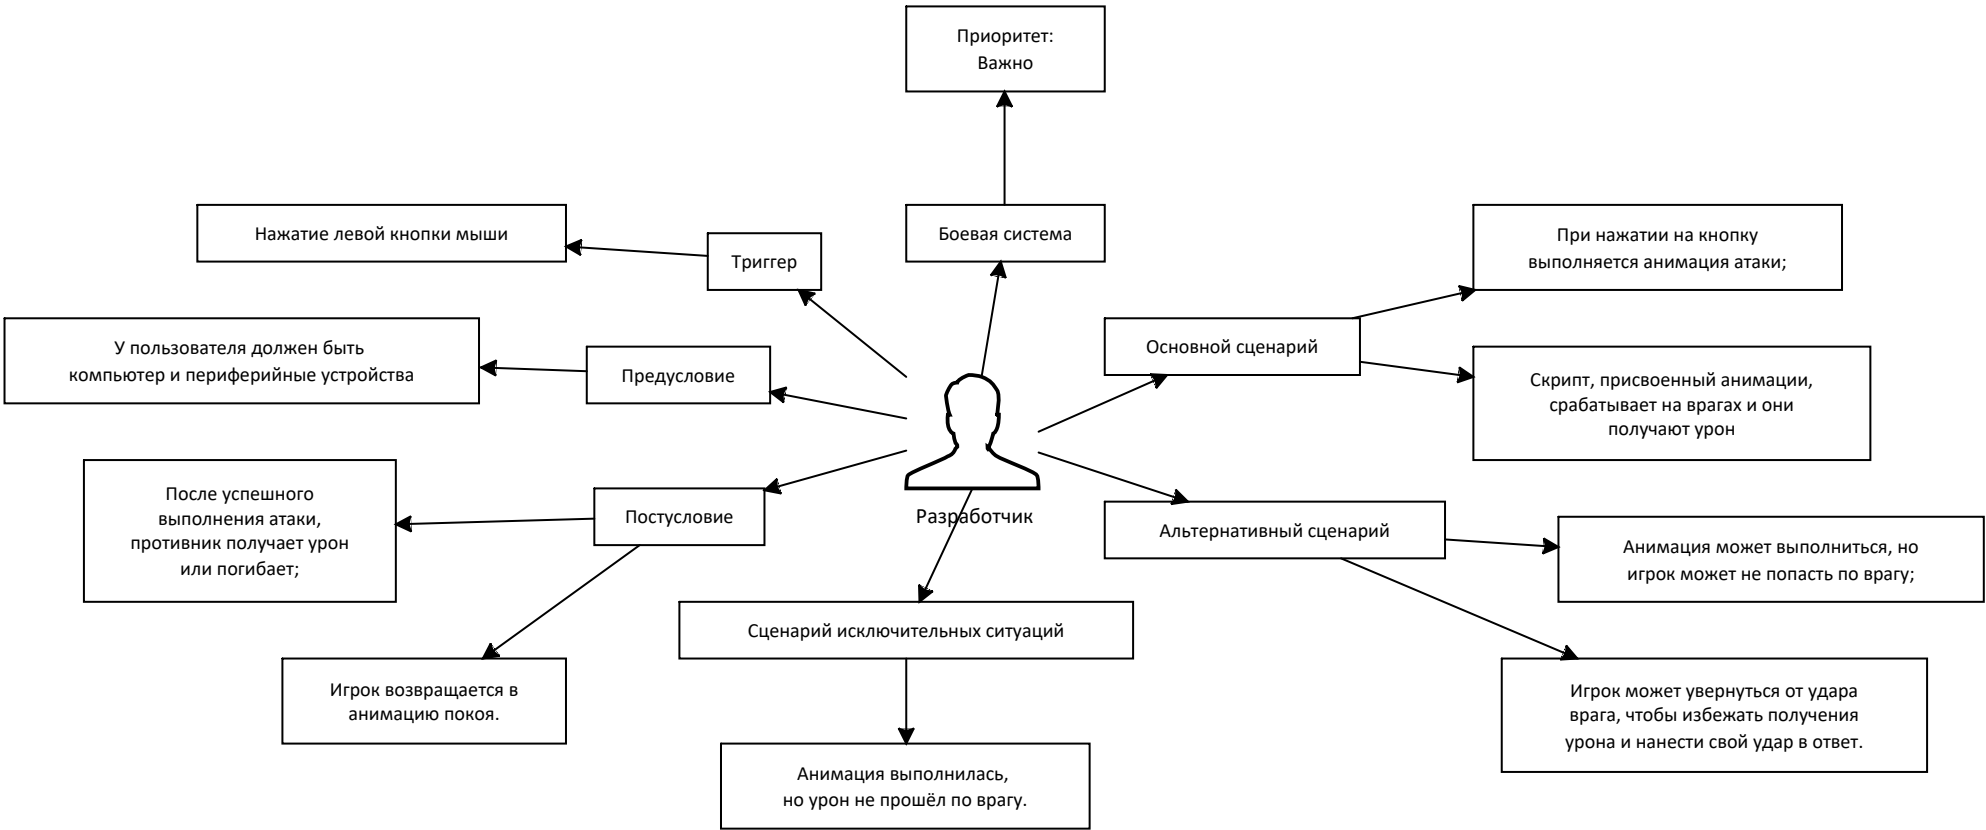 Приоритет:
Важно
Нажатие левой кнопки мыши
Триггер
Боевая система
При нажатии на кнопку
выполняется анимация атаки;
У пользователя должен быть
компьютер и периферийные устройства
Предусловие
Основной сценарий
Скрипт, присвоенный анимации,
срабатывает на врагах и они
получают урон
После успешного
выполнения атаки,
противник получает урон
или погибает;
Постусловие
Разработчик
Альтернативный сценарий
Анимация может выполниться, но
игрок может не попасть по врагу;
Сценарий исключительных ситуаций
Игрок возвращается в
анимацию покоя.
Игрок может увернуться от удара
врага, чтобы избежать получения
урона и нанести свой удар в ответ.
Анимация выполнилась,
но урон не прошёл по врагу.